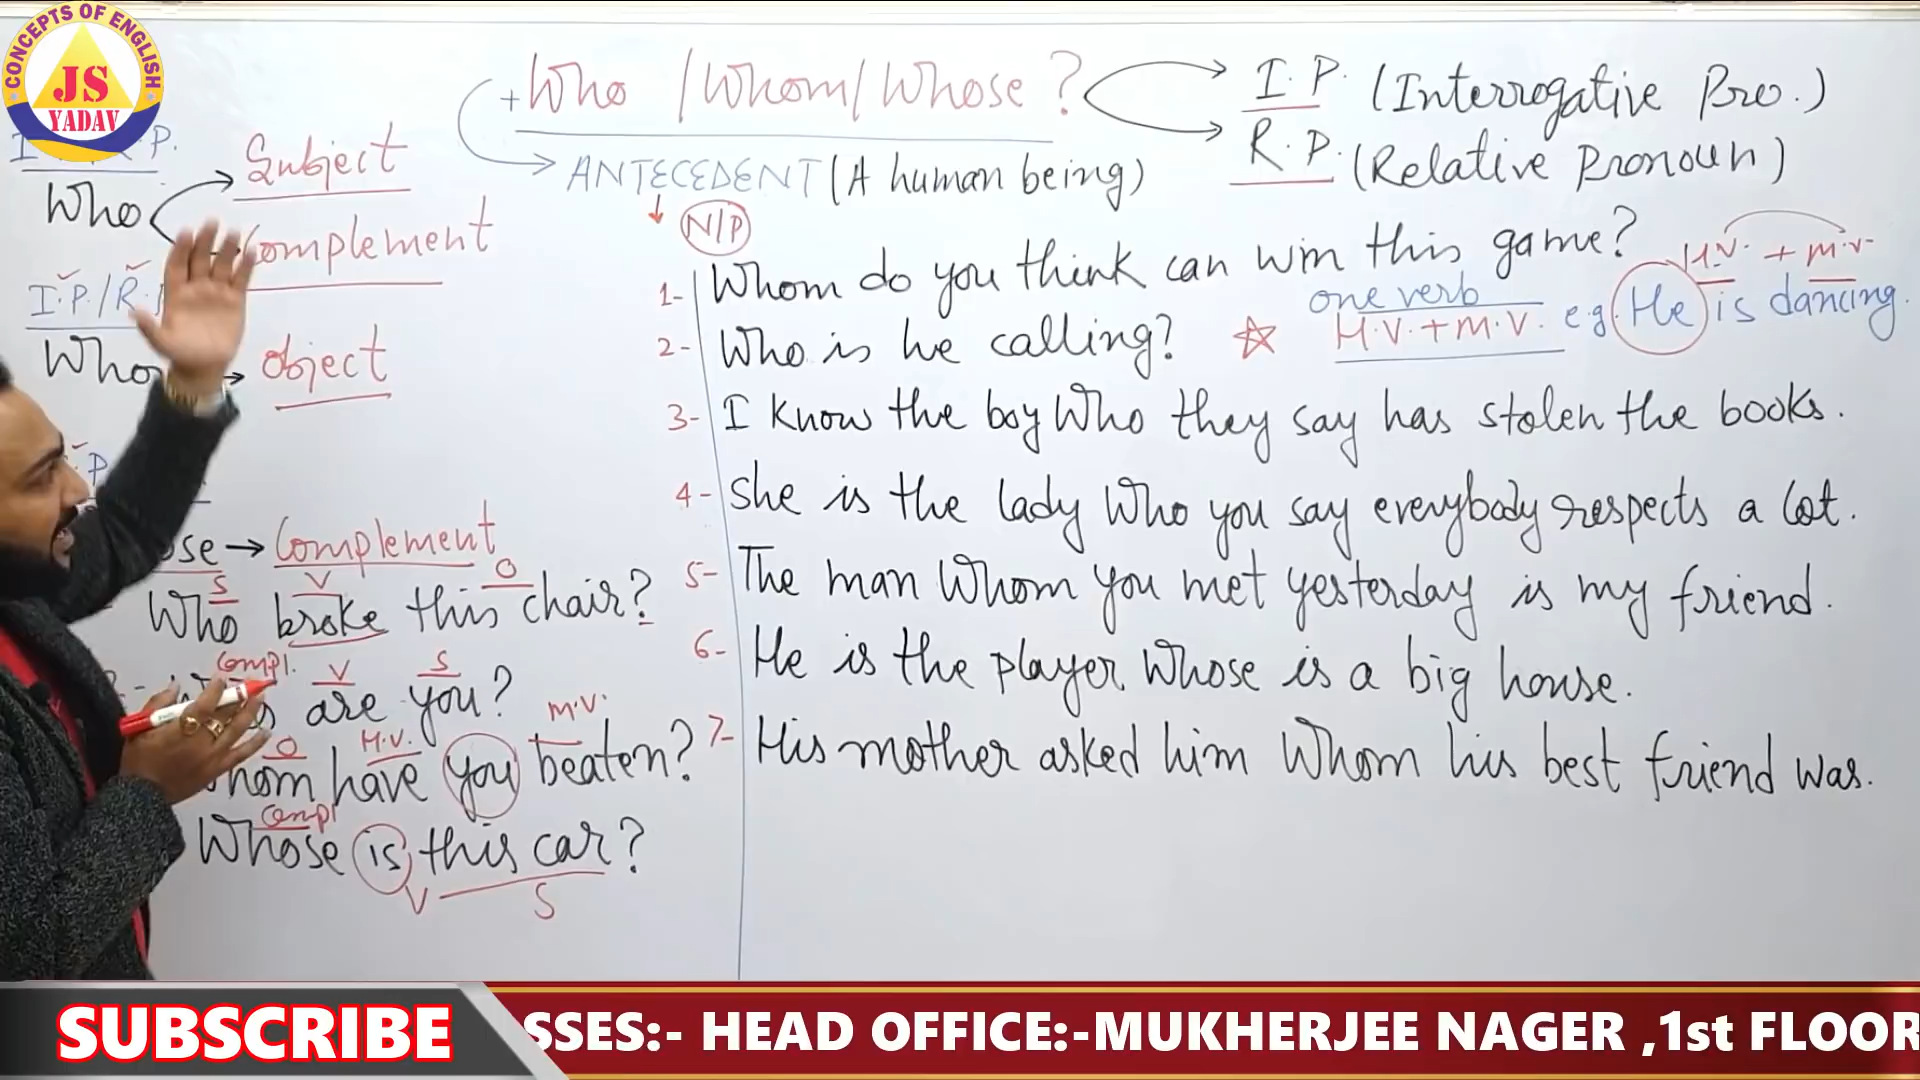 CONCEPTS OF ENGLISH
JS
YADAV
+ Who / Whom / Whose ?
I. P. (Interrogative Pro.)
R. P. (Relative Pronoun)
ANTECEDENT (A human being)
N/P
P.
Who
Subject
Complement
I.P. / R.
Who
Object
P
ose → Complement
S V O
Who broke this chair?
Compl. V S
are you?
O H.V. M.V.
hom have you beaten?
Compl
Whose is this car?
V S
1- Whom do you think can win this game?
H.V. + M.V.
one verb
H.V. + M.V. e.g. He is dancing.
2- Who is he calling?
3- I know the boy who they say has stolen the books.
4- She is the lady who you say everybody respects a lot.
5- The man whom you met yesterday is my friend.
6- He is the player whose is a big house.
7- His mother asked him whom his best friend was.
SUBSCRIBE
SSES:- HEAD OFFICE:-MUKHERJEE NAGER ,1st FLOOR